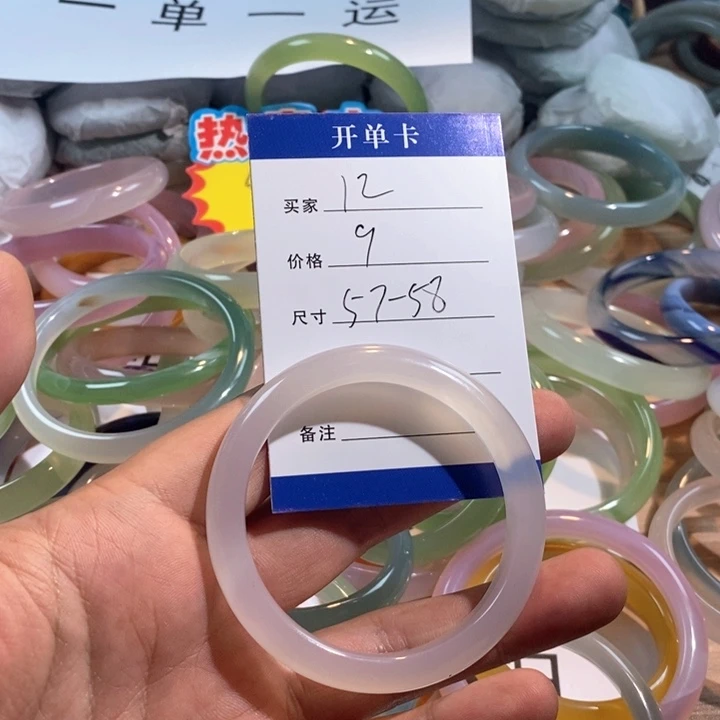 一单一运
热
开单卡
买家 12
价格 9
尺寸 57-58
备注